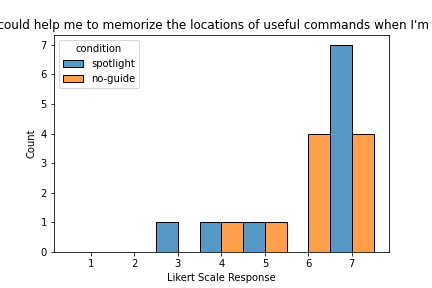 could help me to memorize the locations of useful commands when I'm
condition
spotlight
no-guide
7
6
5
4
3
2
1
0
Count
1 2 3 4 5 6 7
Likert Scale Response